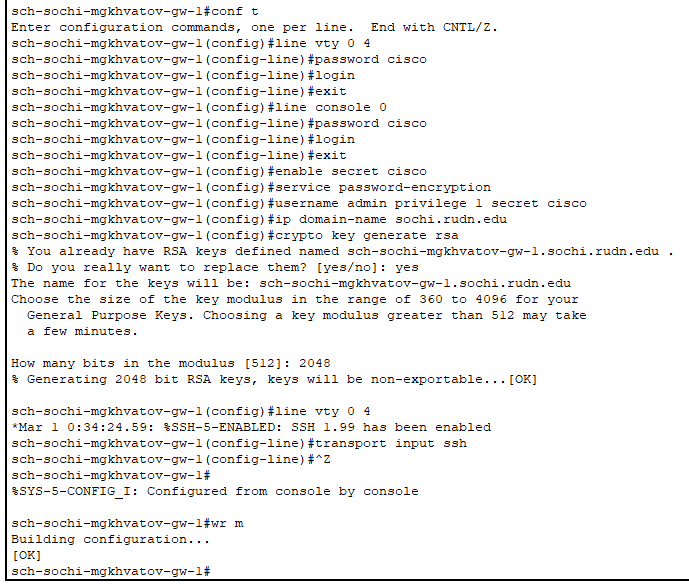 sch-sochi-mgkhvatov-gw-1#conf t
Enter configuration commands, one per line.  End with CNTL/Z.
sch-sochi-mgkhvatov-gw-1(config)#line vty 0 4
sch-sochi-mgkhvatov-gw-1(config-line)#password cisco
sch-sochi-mgkhvatov-gw-1(config-line)#login
sch-sochi-mgkhvatov-gw-1(config-line)#exit
sch-sochi-mgkhvatov-gw-1(config)#line console 0
sch-sochi-mgkhvatov-gw-1(config-line)#password cisco
sch-sochi-mgkhvatov-gw-1(config-line)#login
sch-sochi-mgkhvatov-gw-1(config-line)#exit
sch-sochi-mgkhvatov-gw-1(config)#enable secret cisco
sch-sochi-mgkhvatov-gw-1(config)#service password-encryption
sch-sochi-mgkhvatov-gw-1(config)#username admin privilege 1 secret cisco
sch-sochi-mgkhvatov-gw-1(config)#ip domain-name sochi.rudn.edu
sch-sochi-mgkhvatov-gw-1(config)#crypto key generate rsa
% You already have RSA keys defined named sch-sochi-mgkhvatov-gw-1.sochi.rudn.edu .
% Do you really want to replace them? [yes/no]: yes
The name for the keys will be: sch-sochi-mgkhvatov-gw-1.sochi.rudn.edu
Choose the size of the key modulus in the range of 360 to 4096 for your
  General Purpose Keys. Choosing a key modulus greater than 512 may take
  a few minutes.

How many bits in the modulus [512]: 2048
% Generating 2048 bit RSA keys, keys will be non-exportable...[OK]

sch-sochi-mgkhvatov-gw-1(config)#line vty 0 4
*Mar 1 0:34:24.59: %SSH-5-ENABLED: SSH 1.99 has been enabled
sch-sochi-mgkhvatov-gw-1(config-line)#transport input ssh
sch-sochi-mgkhvatov-gw-1(config-line)#^Z
sch-sochi-mgkhvatov-gw-1#
%SYS-5-CONFIG_I: Configured from console by console

sch-sochi-mgkhvatov-gw-1#wr m
Building configuration...
[OK]
sch-sochi-mgkhvatov-gw-1#